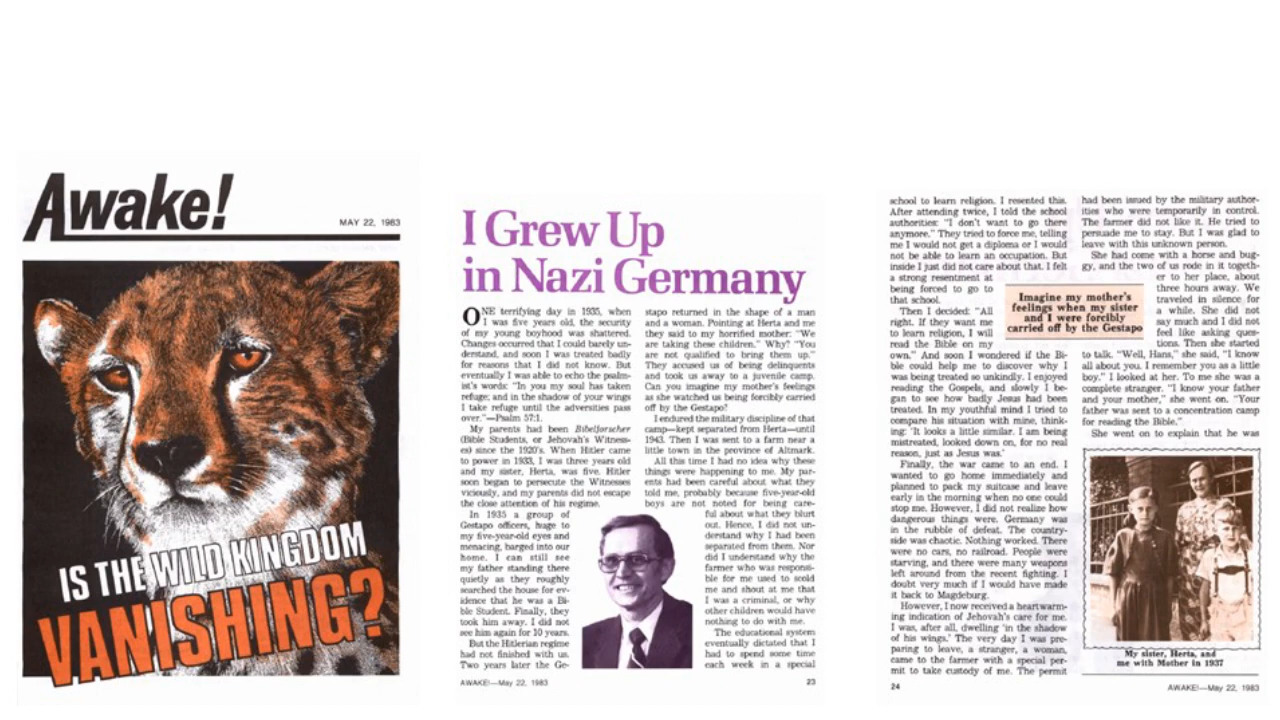 Awake!
MAY 22, 1983
IS THE WILD KINGDOM
VANISHING?
I Grew Up
in Nazi Germany
ONE terrifying day in 1935, when
I was five years old, the security
of my young boyhood was shattered.
Changes occurred that I could barely un-
derstand, and soon I was treated badly
for reasons that I did not know. But
eventually I was able to echo the psalm-
ist's words: "In you my soul has taken
refuge; and in the shadow of your wings
I take refuge until the adversities pass
over."—Psalm 57:1.
My parents had been Bibelforscher
(Bible Students, or Jehovah's Witness-
es) since the 1920's. When Hitler came
to power in 1933, I was three years old
and my sister, Herta, was five. Hitler
soon began to persecute the Witnesses
viciously, and my parents did not escape
the close attention of his regime.
In 1935 a group of
Gestapo officers, huge to
my five-year-old eyes and
menacing, barged into our
home. I can still see
my father standing there
quietly as they roughly
searched the house for ev-
idence that he was a Bi-
ble Student. Finally, they
took him away. I did not
see him again for 10 years.
But the Hitlerian regime
had not finished with us.
Two years later the Ge-
stapo returned in the shape of a man
and a woman. Pointing at Herta and me
they said to my horrified mother: "We
are taking these children." Why? "You
are not qualified to bring them up."
They accused us of being delinquents
and took us away to a juvenile camp.
Can you imagine my mother's feelings
as she watched us being forcibly carried
off by the Gestapo?
I endured the military discipline of that
camp—kept separated from Herta—until
1943. Then I was sent to a farm near a
little town in the province of Altmark.
All this time I had no idea why these
things were happening to me. My par-
ents had been careful about what they
told me, probably because five-year-old
boys are not noted for being care-
ful about what they blurt
out. Hence, I did not un-
derstand why I had been
separated from them. Nor
did I understand why the
farmer who was responsi-
ble for me used to scold
me and shout at me that
I was a criminal, or why
other children would have
nothing to do with me.
The educational system
eventually dictated that I
had to spend some time
each week in a special
AWAKE!—May 22, 1983
23
school to learn religion. I resented this.
After attending twice, I told the school
authorities: "I don't want to go there
anymore." They tried to force me, telling
me I would not get a diploma or I would
not be able to learn an occupation. But
inside I just did not care about that. I felt
a strong resentment at
being forced to go to
that school.
Then I decided: "All
right. If they want me
to learn religion, I will
read the Bible on my
own." And soon I wondered if the Bi-
ble could help me to discover why I
was being treated so unkindly. I enjoyed
reading the Gospels, and slowly I be-
gan to see how badly Jesus had been
treated. In my youthful mind I tried to
compare his situation with mine, think-
ing: 'It looks a little similar. I am being
mistreated, looked down on, for no real
reason, just as Jesus was.'
Finally, the war came to an end. I
wanted to go home immediately and
planned to pack my suitcase and leave
early in the morning when no one could
stop me. However, I did not realize how
dangerous things were. Germany was
in the rubble of defeat. The country-
side was chaotic. Nothing worked. There
were no cars, no railroad. People were
starving, and there were many weapons
left around from the recent fighting. I
doubt very much if I would have made
it back to Magdeburg.
However, I now received a heartwarm-
ing indication of Jehovah's care for me.
I was, after all, dwelling 'in the shadow
of his wings.' The very day I was pre-
paring to leave, a stranger, a woman,
came to the farmer with a special per-
mit to take custody of me. The permit
Imagine my mother's
feelings when my sister
and I were forcibly
carried off by the Gestapo
had been issued by the military author-
ities who were temporarily in control.
The farmer did not like it. He tried to
persuade me to stay. But I was glad to
leave with this unknown person.
She had come with a horse and bug-
gy, and the two of us rode in it togeth-
er to her place, about
three hours away. We
traveled in silence for
a while. She did not
say much and I did not
feel like asking ques-
tions. Then she started
to talk. "Well, Hans," she said, "I know
all about you. I remember you as a little
boy." I looked at her. To me she was a
complete stranger. "I know your father
and your mother," she went on. "Your
father was sent to a concentration camp
for reading the Bible."
She went on to explain that he was
My sister, Herta, and
me with Mother in 1937
24
AWAKE!—May 22, 1983